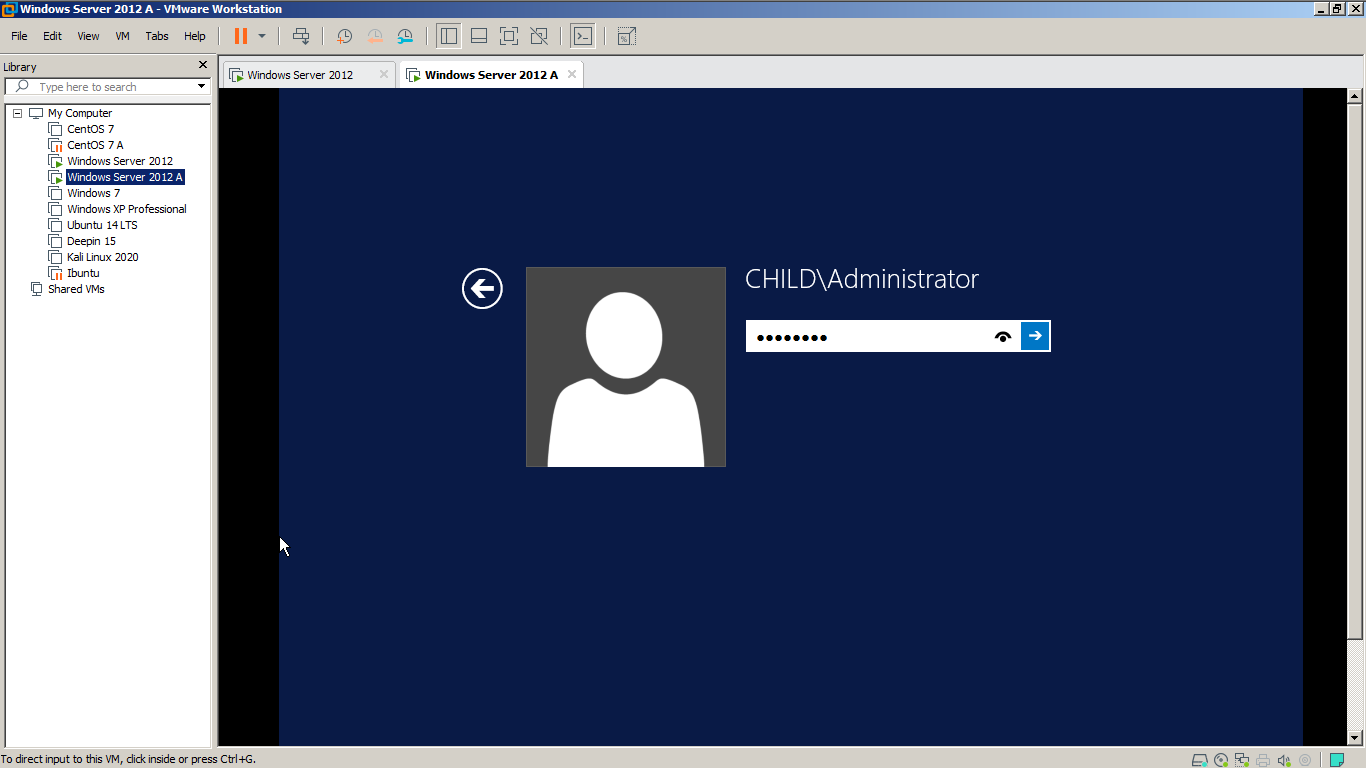 Windows Server 2012 A - VMware Workstation
File Edit View VM Tabs Help
Library
Type here to search
My Computer
CentOS 7
CentOS 7 A
Windows Server 2012
Windows Server 2012 A
Windows 7
Windows XP Professional
Ubuntu 14 LTS
Deepin 15
Kali Linux 2020
Ibuntu
Shared VMs
Windows Server 2012
Windows Server 2012 A
CHILD\Administrator
To direct input to this VM, click inside or press Ctrl+G.